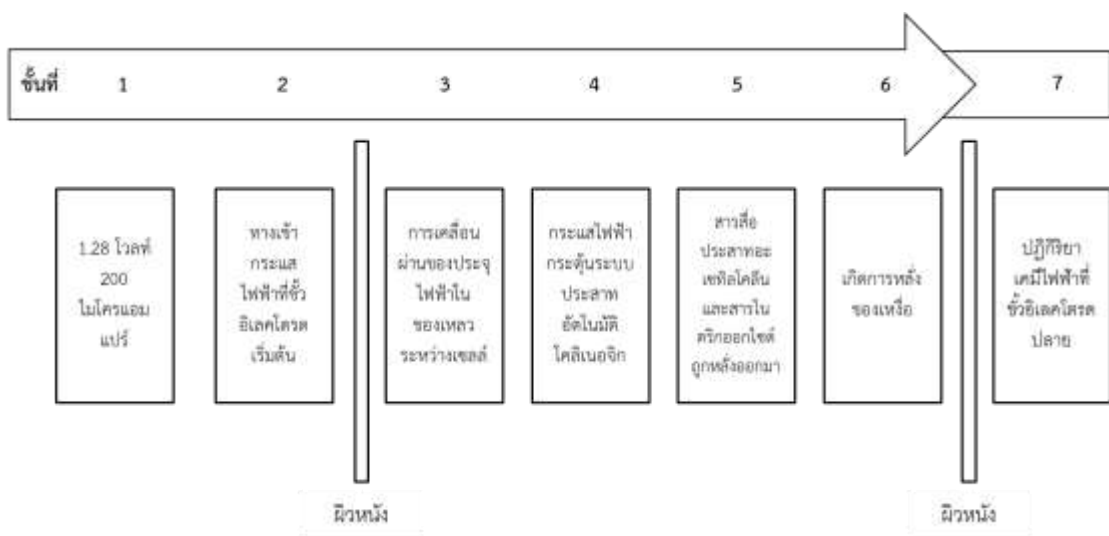 ชั้นที่ 1 2 3 4 5 6 7
1.28 โวลท์
200
ไมโครแอม
แปร์
ทางเข้า
กระแส
ไฟฟ้าที่ขั้ว
อิเลคโตรด
เริ่มต้น
การเคลื่อน
ผ่านของประจุ
ไฟฟ้าใน
ของเหลว
ระหว่างเซลล์
กระแสไฟฟ้า
กระตุ้นระบบ
ประสาท
อัตโนมัติ
โคลิเนอจิก
สารสื่อ
ประสาทอะ
เซทิลโคลีน
และสารไน
ตริกออกไซด์
ถูกหลั่งออกมา
เกิดการหลั่ง
ของเหงื่อ
ปฏิกิริยา
เคมีไฟฟ้าที่
ขั้วอิเลคโตรด
ปลาย
ผิวหนัง
ผิวหนัง